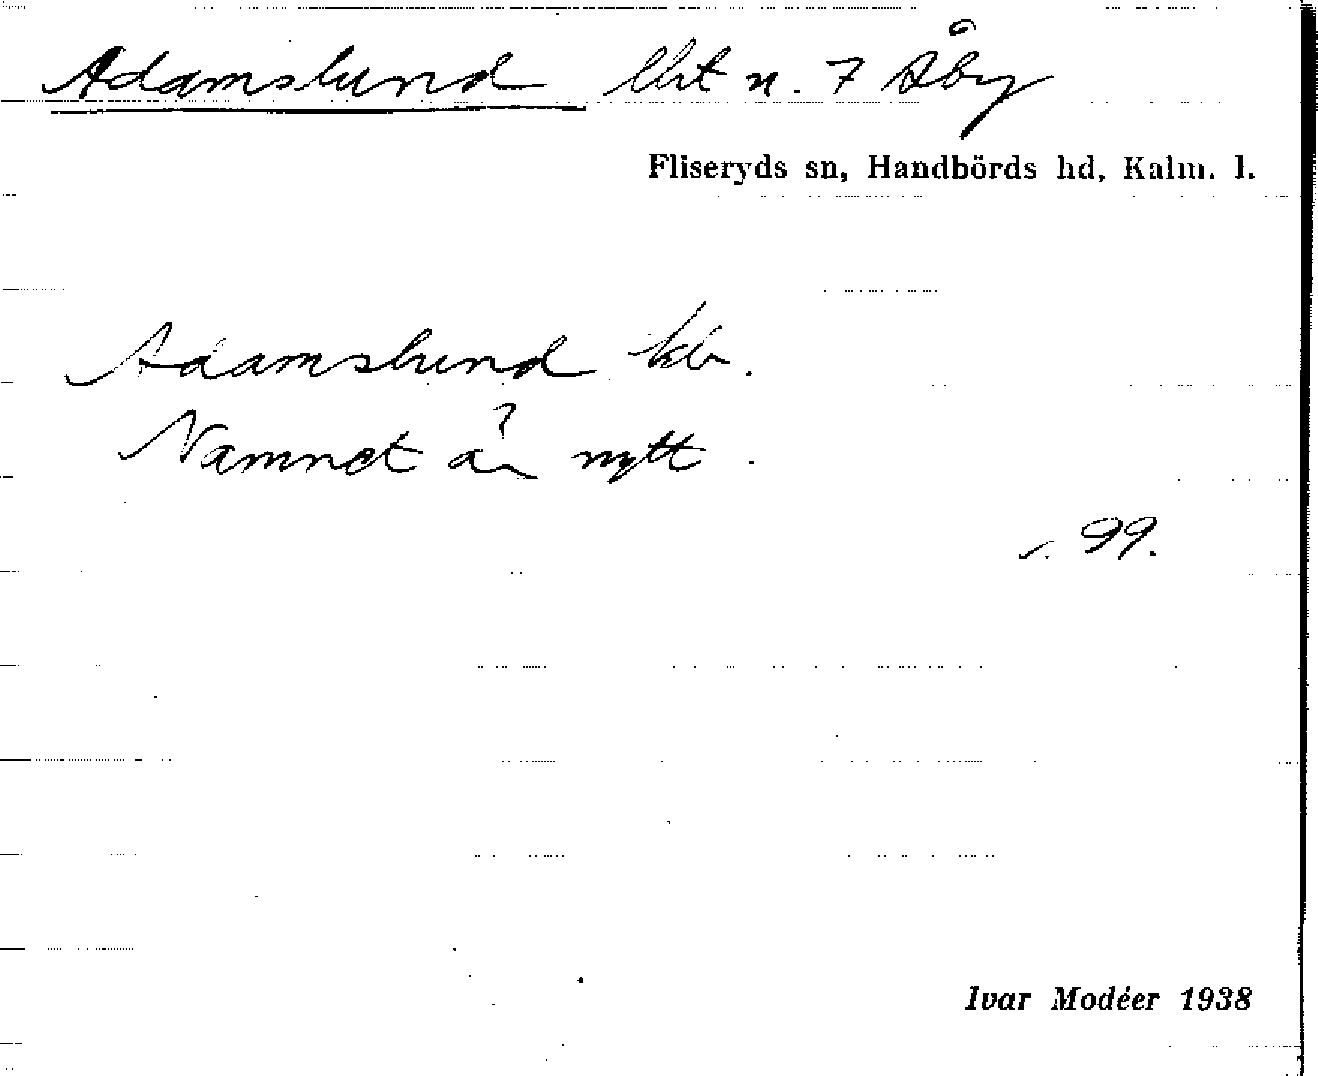 Adamslund lht u. 7 Åby
Fliseryds sn, Handbörds hd, Kalm. l.
Adamslund kb.
Namnet är nytt.
s. 99.
Ivar Modéer 1938